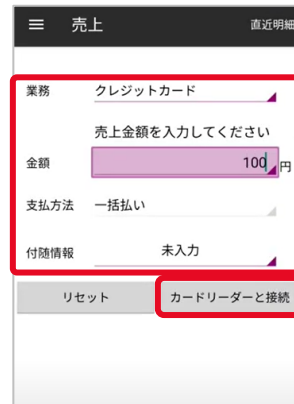 売上 直近明細
業務 クレジットカード
売上金額を入力してください
金額 100 円
支払方法 一括払い
付随情報 未入力
リセット カードリーダーと接続